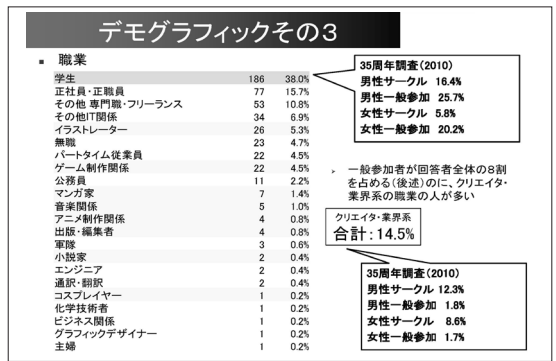 デモグラフィックその3
■ 職業
学生 186 38.0%
正社員・正職員 77 15.7%
その他 専門職・フリーランス 53 10.8%
その他IT関係 34 6.9%
イラストレーター 26 5.3%
無職 23 4.7%
パートタイム従業員 22 4.5%
ゲーム制作関係 22 4.5%
公務員 11 2.2%
マンガ家 7 1.4%
音楽関係 5 1.0%
アニメ制作関係 4 0.8%
出版・編集者 4 0.8%
軍隊 3 0.6%
小説家 2 0.4%
エンジニア 2 0.4%
通訳・翻訳 2 0.4%
コスプレイヤー 1 0.2%
化学技術者 1 0.2%
ビジネス関係 1 0.2%
グラフィックデザイナー 1 0.2%
主婦 1 0.2%
35周年調査(2010)
男性サークル 16.4%
男性一般参加 25.7%
女性サークル 5.8%
女性一般参加 20.2%
➢ 一般参加者が回答者全体の8割
を占める(後述)のに、クリエイタ・
業界系の職業の人が多い
クリエイタ・業界系
合計:14.5%
35周年調査(2010)
男性サークル 12.3%
男性一般参加 1.8%
女性サークル 8.6%
女性一般参加 1.7%